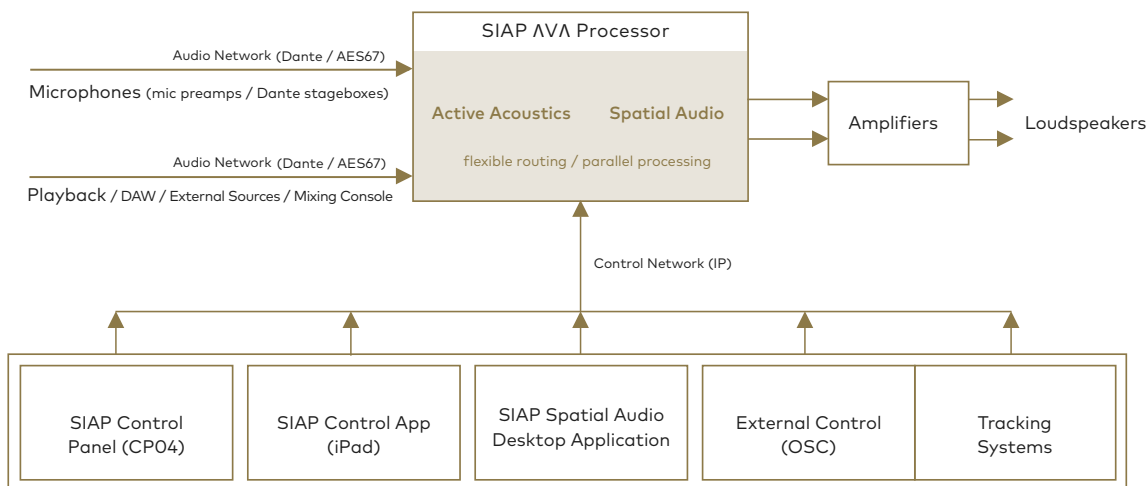 SIAP ΛVΛ Processor
Audio Network (Dante / AES67)
Microphones (mic preamps / Dante stageboxes)
Active Acoustics
Spatial Audio
Amplifiers
Loudspeakers
flexible routing / parallel processing
Audio Network (Dante / AES67)
Playback / DAW / External Sources / Mixing Console
Control Network (IP)
SIAP Control
Panel (CP04)
SIAP Control App
(iPad)
SIAP Spatial Audio
Desktop Application
External Control
(OSC)
Tracking
Systems